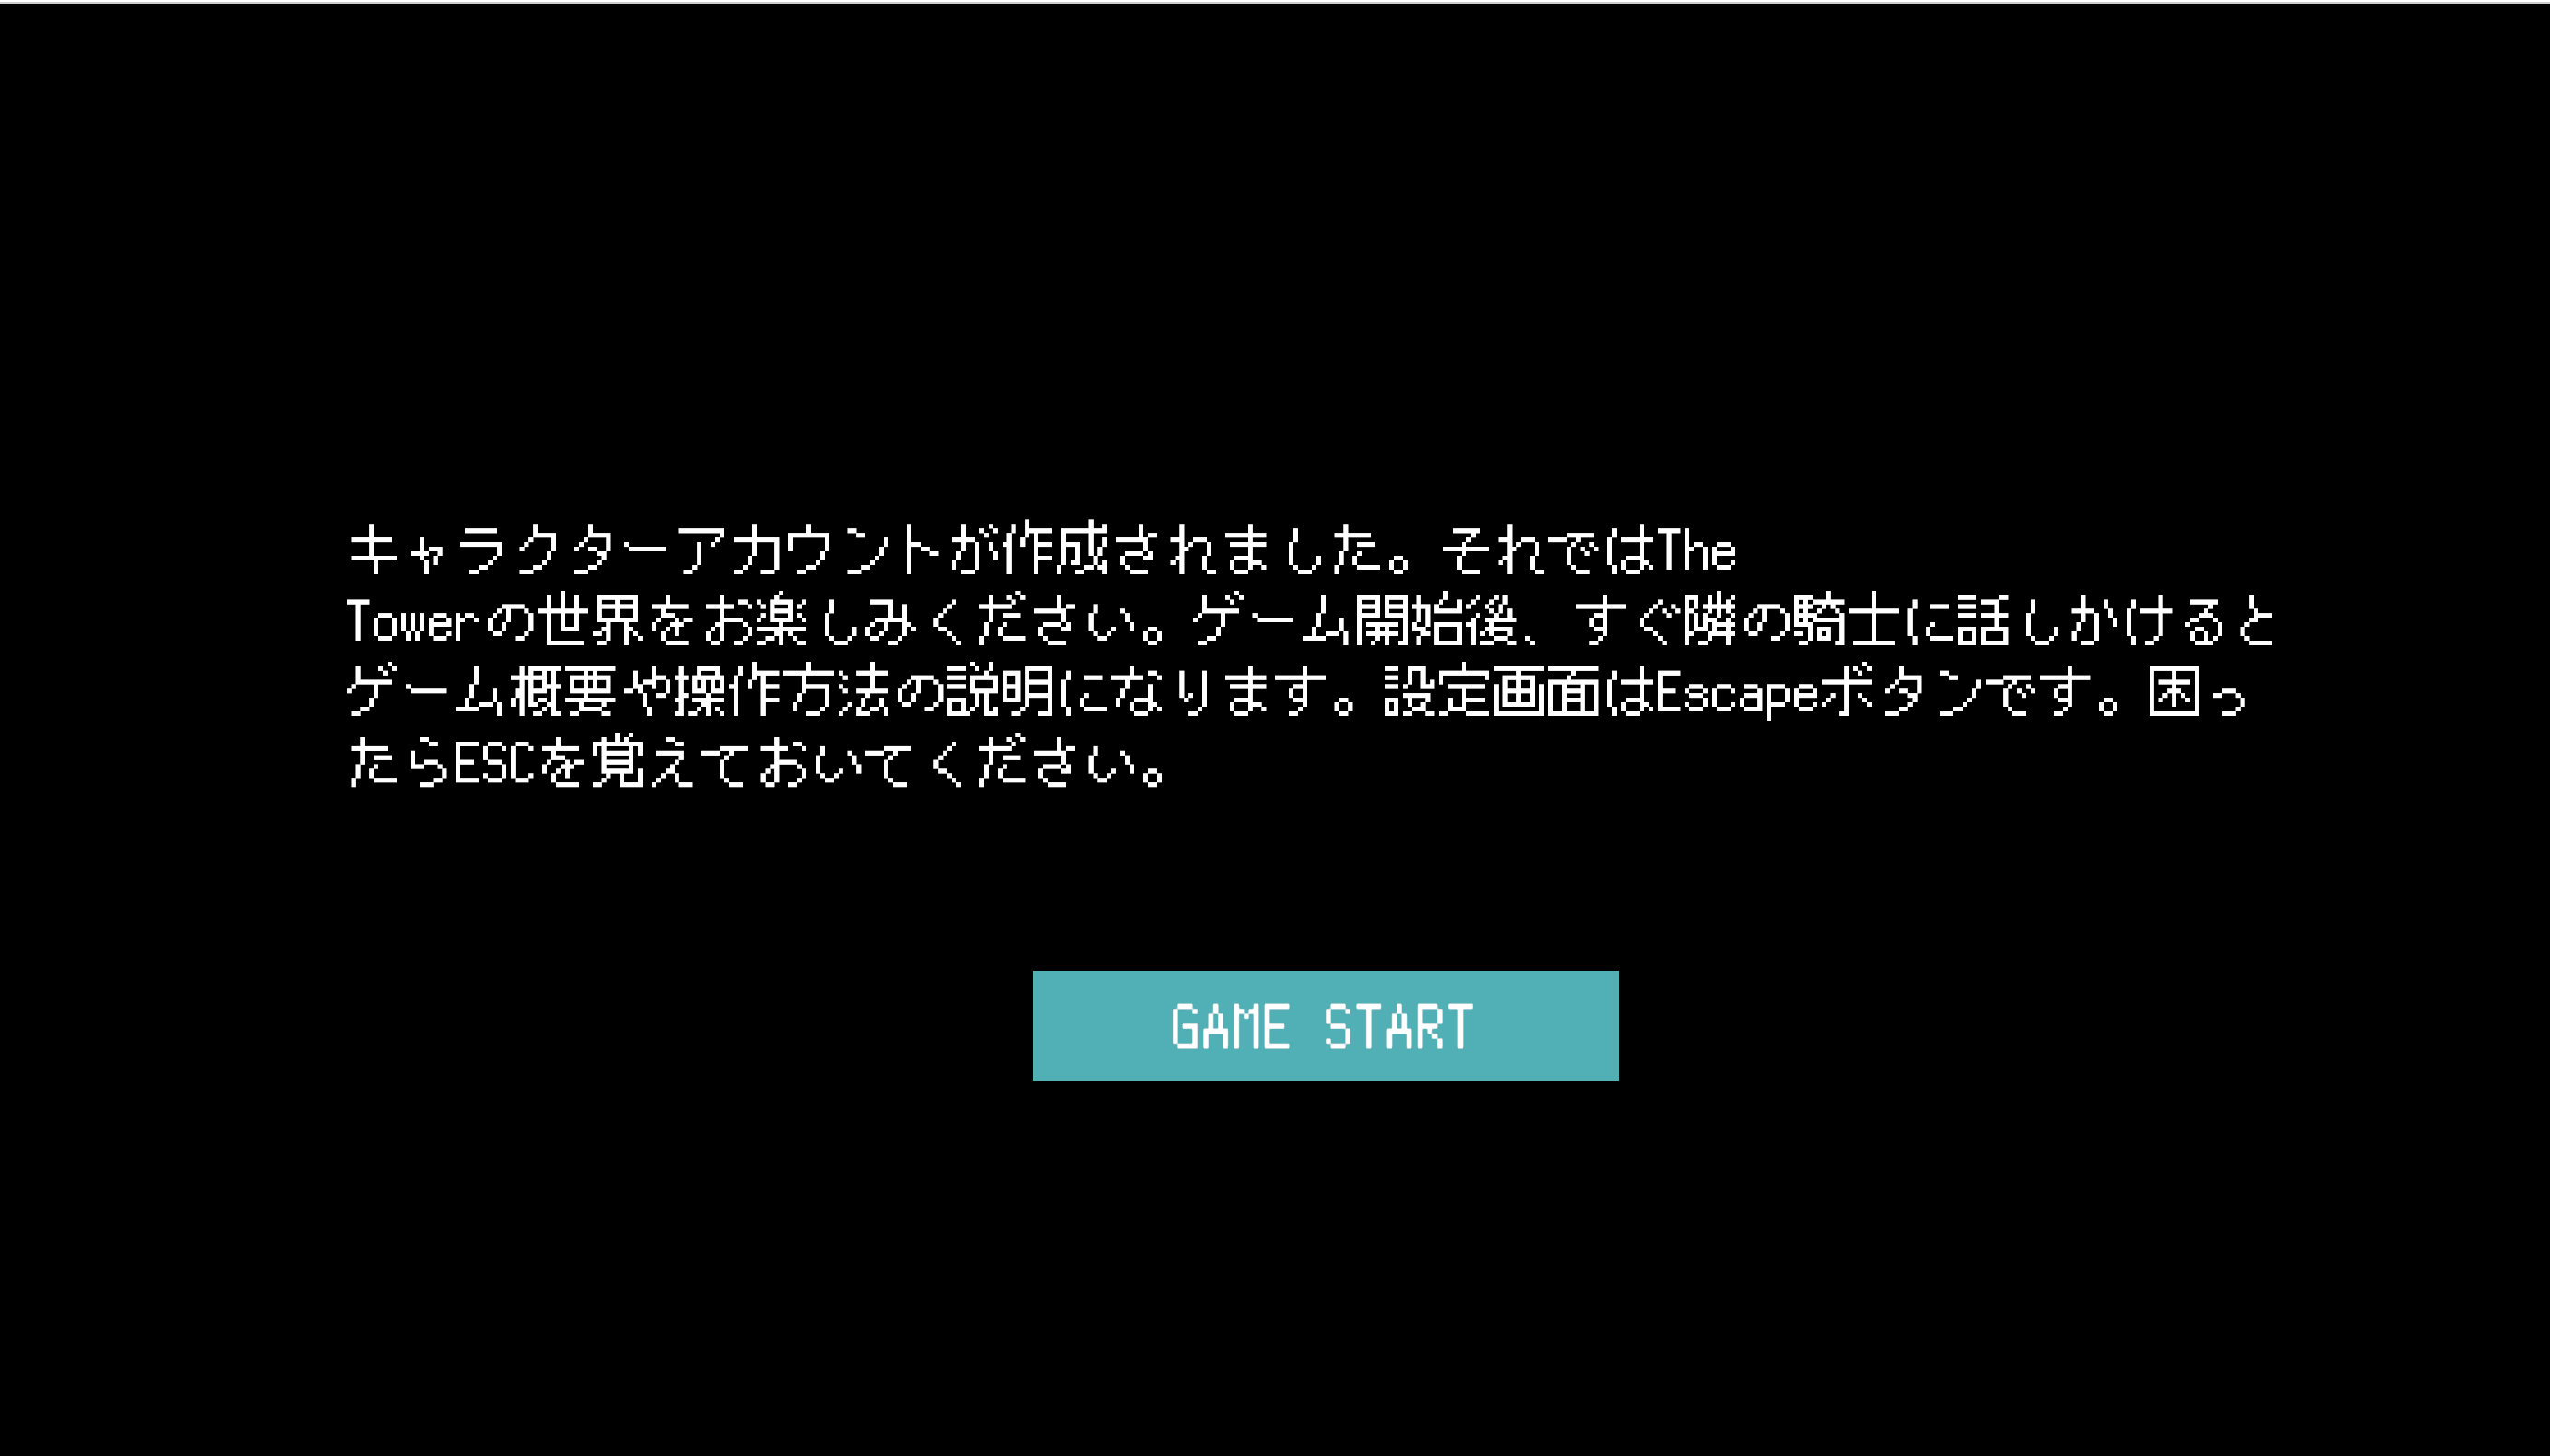 キャラクターアカウントが作成されました。それではThe
Towerの世界をお楽しみください。ゲーム開始後、すぐ隣の騎士に話しかけると
ゲーム概要や操作方法の説明になります。設定画面はEscapeボタンです。困っ
たらESCを覚えておいてください。
GAME START